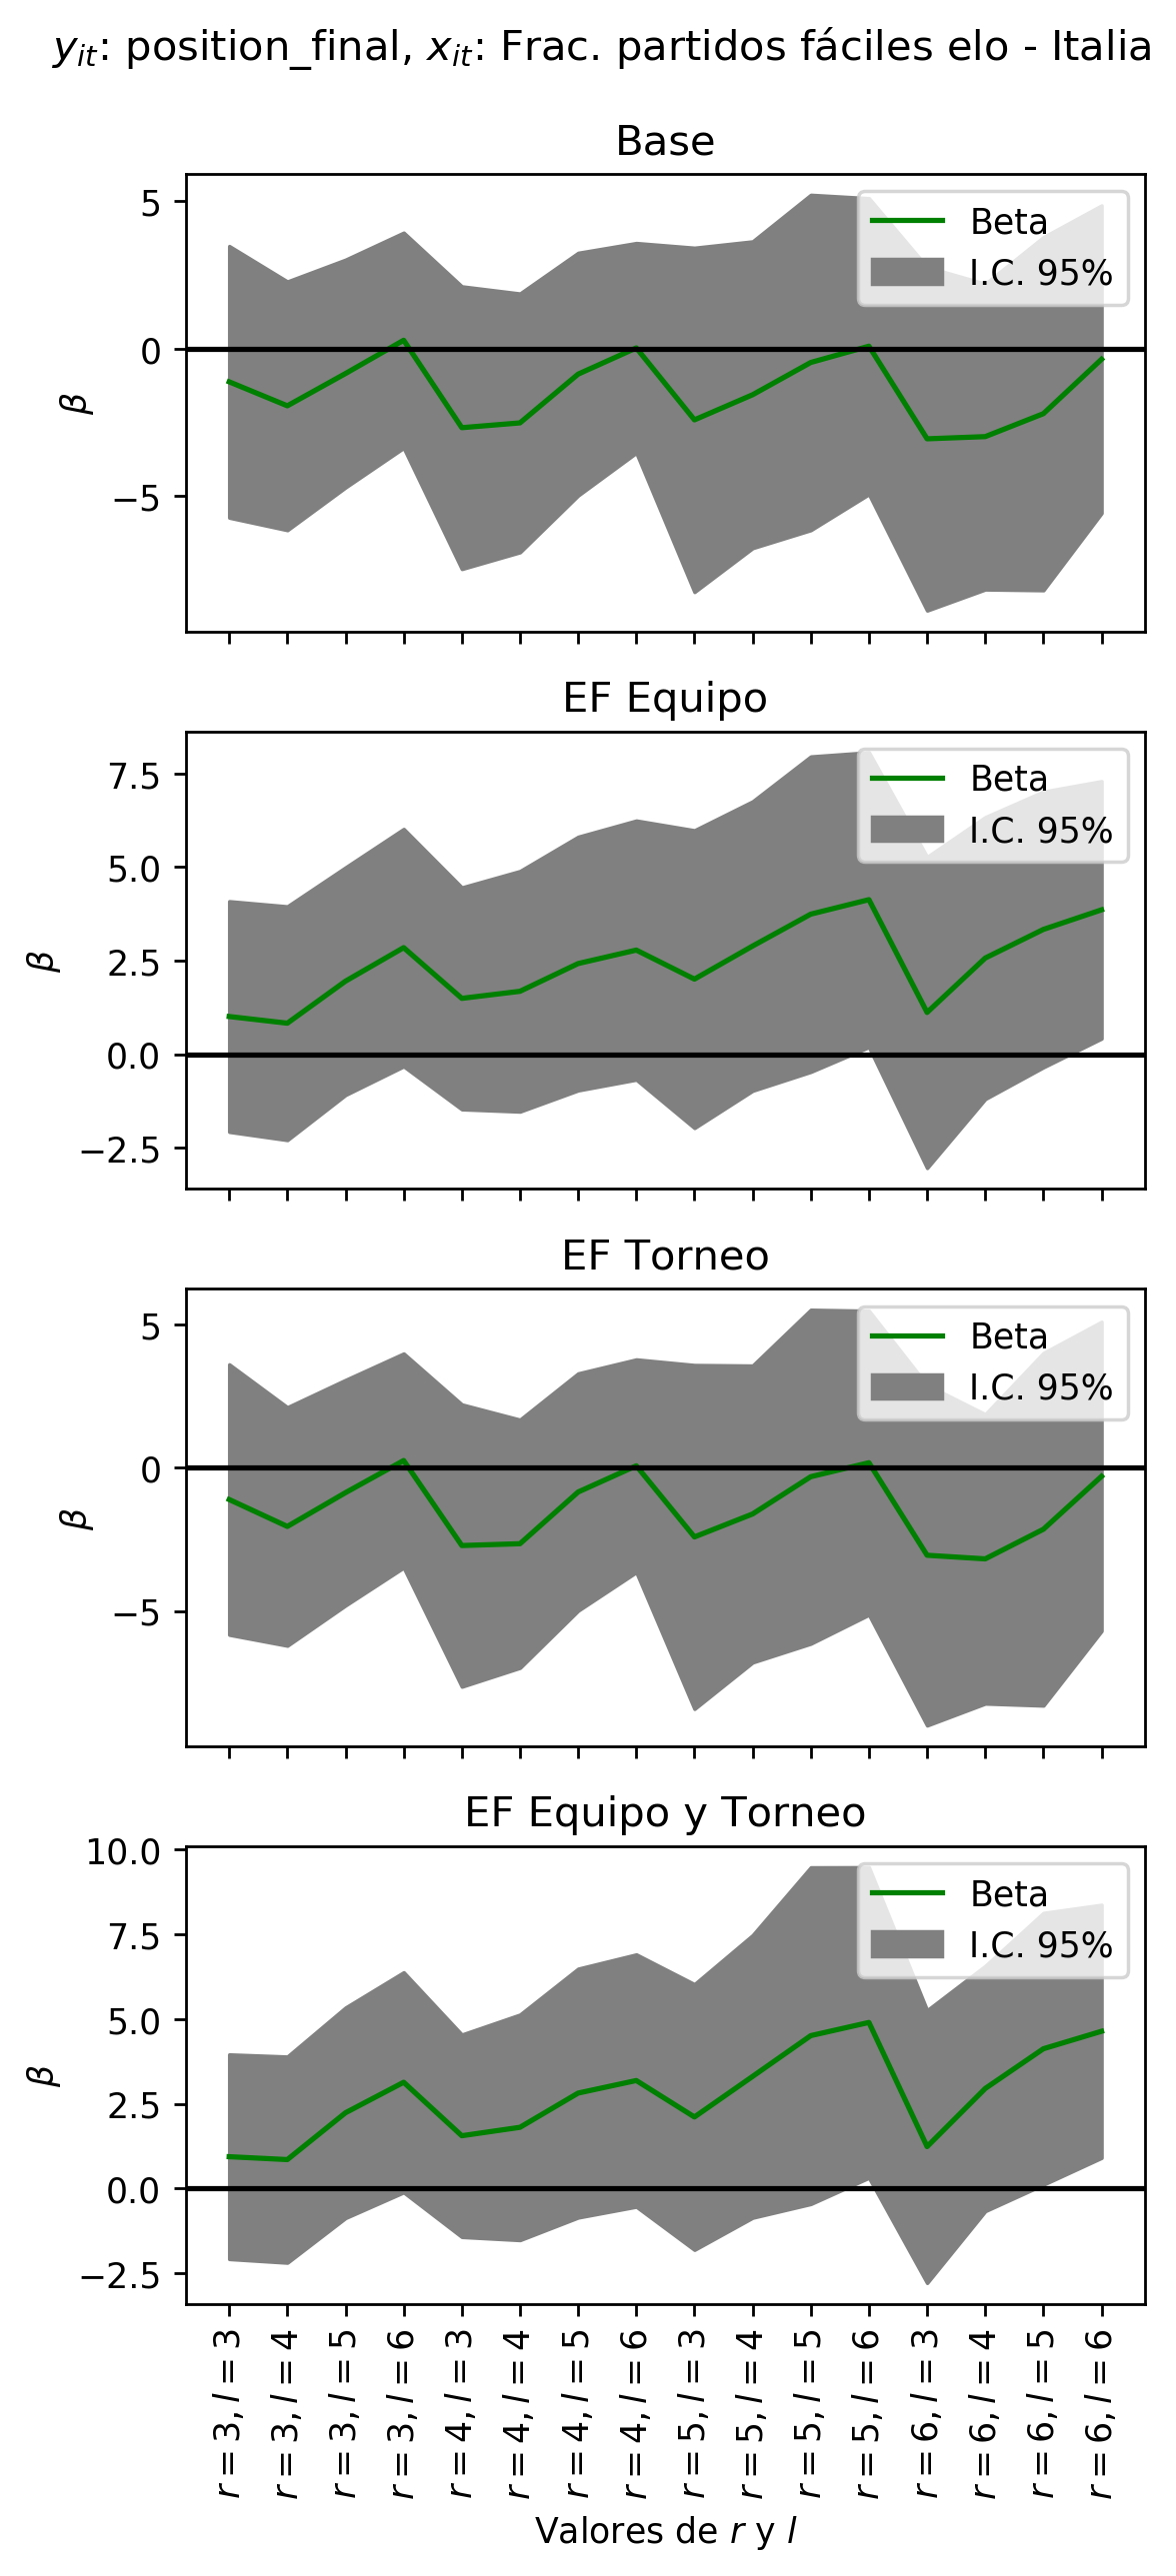 y_it: position_final, x_it: Frac. partidos fáciles elo - Italia
Base
5
0
−5
β
Beta
I.C. 95%
EF Equipo
7.5
5.0
2.5
0.0
−2.5
β
Beta
I.C. 95%
EF Torneo
5
0
−5
β
Beta
I.C. 95%
EF Equipo y Torneo
10.0
7.5
5.0
2.5
0.0
−2.5
β
Beta
I.C. 95%
r = 3, l = 3
r = 3, l = 4
r = 3, l = 5
r = 3, l = 6
r = 4, l = 3
r = 4, l = 4
r = 4, l = 5
r = 4, l = 6
r = 5, l = 3
r = 5, l = 4
r = 5, l = 5
r = 5, l = 6
r = 6, l = 3
r = 6, l = 4
r = 6, l = 5
r = 6, l = 6
Valores de r y l